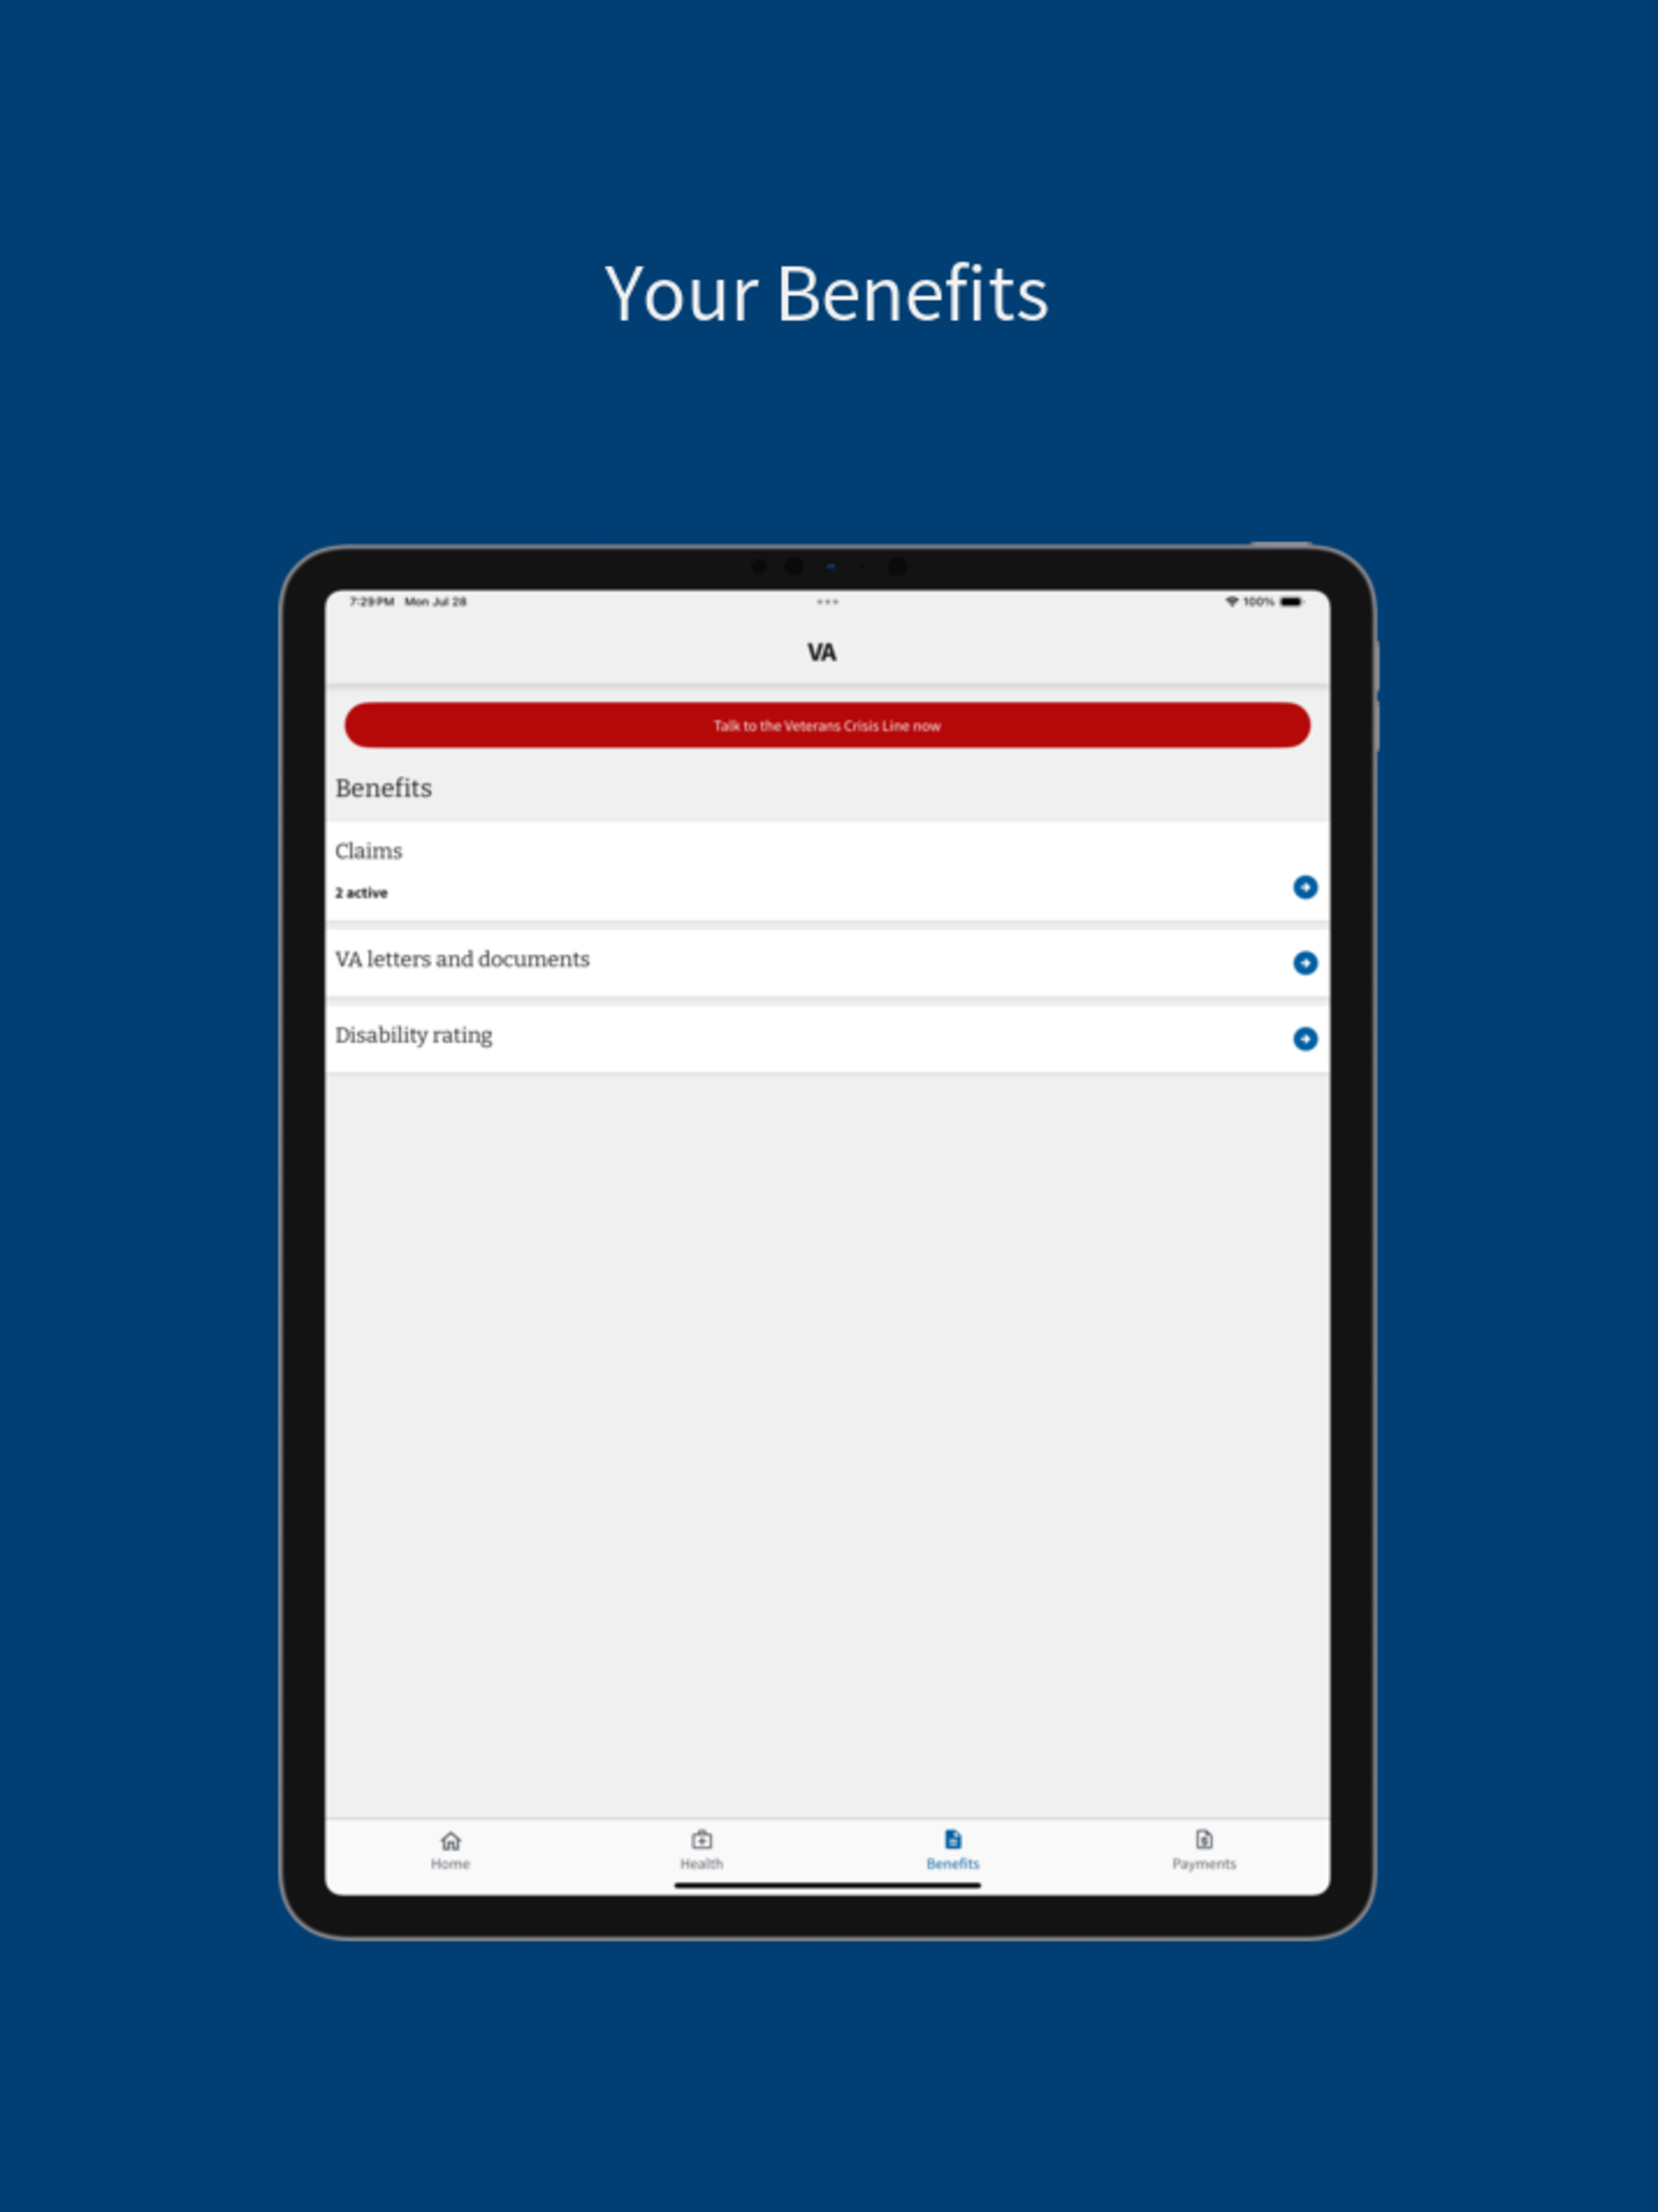 Your Benefits
7:29 PM Mon Jul 28
100%
VA
Talk to the Veterans Crisis Line now
Benefits
Claims
2 active
VA letters and documents
Disability rating
Home Health Benefits Payments